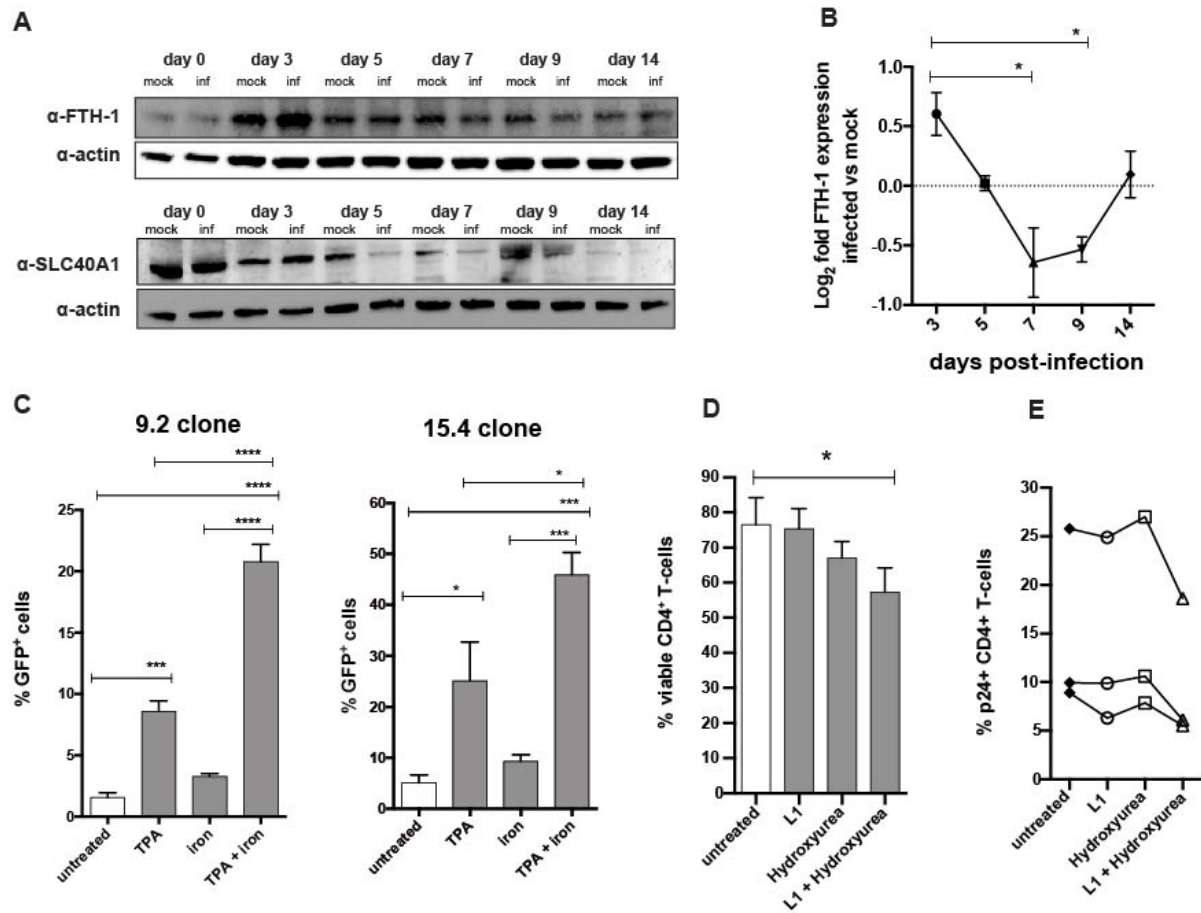 A
day 0 day 3 day 5 day 7 day 9 day 14
mock inf mock inf mock inf mock inf mock inf mock inf
α-FTH-1
α-actin
day 0 day 3 day 5 day 7 day 9 day 14
mock inf mock inf mock inf mock inf mock inf mock inf
α-SLC40A1
α-actin
B
*
*
1.0
0.5
0.0
-0.5
-1.0
Log2 fold FTH-1 expression
infected vs mock
3 5 7 9 14
days post-infection
C
9.2 clone
****
****
****
***
25
20
15
10
5
0
% GFP+ cells
untreated
TPA
iron
TPA + iron
15.4 clone
*
***
***
*
60
50
40
30
20
10
0
% GFP+ cells
untreated
TPA
iron
TPA + iron
D
*
90
80
70
60
50
40
30
20
10
0
% viable CD4+ T-cells
untreated
L1
Hydroxyurea
L1 + Hydroxyurea
E
30
25
20
15
10
5
0
% p24+ CD4+ T-cells
untreated
L1
Hydroxyurea
L1 + Hydroxyurea